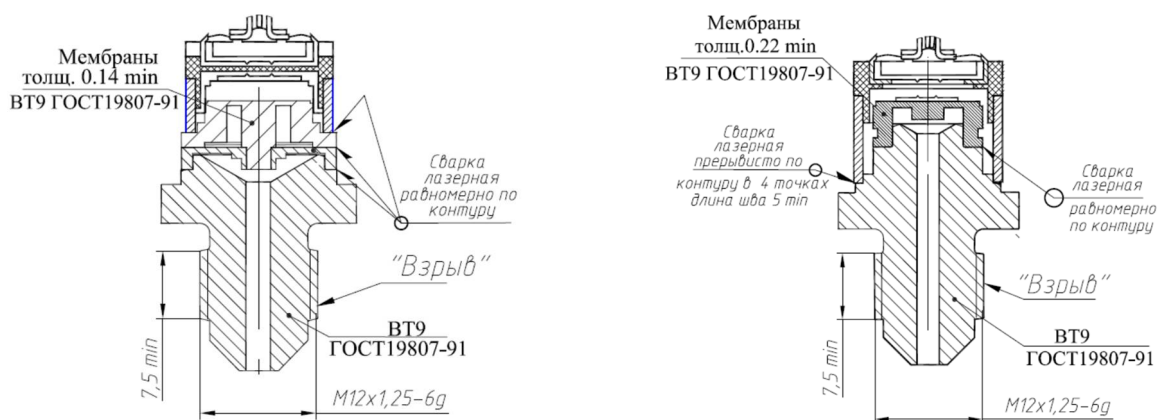 Мембраны
толщ. 0.14 min
ВТ9 ГОСТ19807-91
Сварка
лазерная
равномерно по
контуру
"Взрыв"
ВТ9
ГОСТ19807-91
7,5 min
М12х1,25-6g
Мембраны
толщ.0.22 min
ВТ9 ГОСТ19807-91
Сварка
лазерная
прерывисто по
контуру в 4 точках
длина шва 5 min
Сварка
лазерная
равномерно
по контуру
"Взрыв"
ВТ9
ГОСТ19807-91
7,5 min
М12х1,25-6g